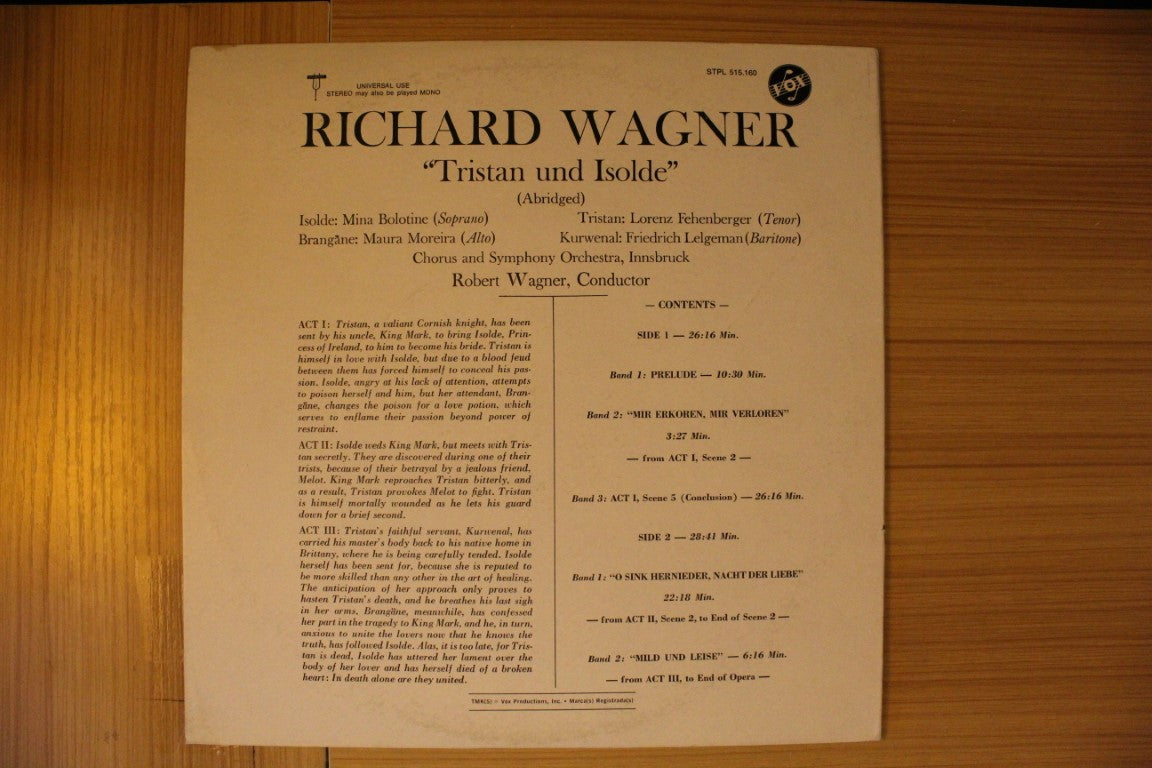 UNIVERSAL USE
STEREO may also be played MONO
STPL 515.160
VOX
RICHARD WAGNER
“Tristan und Isolde”
(Abridged)
Isolde: Mina Bolotine (Soprano)
Tristan: Lorenz Fehenberger (Tenor)
Brangäne: Maura Moreira (Alto)
Kurwenal: Friedrich Lelgeman (Baritone)
Chorus and Symphony Orchestra, Innsbruck
Robert Wagner, Conductor
ACT I: Tristan, a valiant Cornish knight, has been
sent by his uncle, King Mark, to bring Isolde, Prin-
cess of Ireland, to him to become his bride. Tristan is
himself in love with Isolde, but due to a blood feud
between them has forced himself to conceal his pas-
sion. Isolde, angry at his lack of attention, attempts
to poison herself and him, but her attendant, Bran-
gäne, changes the poison for a love potion, which
serves to enflame their passion beyond power of
restraint.
ACT II: Isolde weds King Mark, but meets with Tris-
tan secretly. They are discovered during one of their
trists, because of their betrayal by a jealous friend,
Melot. King Mark reproaches Tristan bitterly, and
as a result, Tristan provokes Melot to fight. Tristan
is himself mortally wounded as he lets his guard
down for a brief second.
ACT III: Tristan's faithful servant, Kurwenal, has
carried his master's body back to his native home in
Brittany, where he is being carefully tended. Isolde
herself has been sent for, because she is reputed to
be more skilled than any other in the art of healing.
The anticipation of her approach only proves to
hasten Tristan's death, and he breathes his last sigh
in her arms. Brangäne, meanwhile, has confessed
her part in the tragedy to King Mark, and he, in turn,
anxious to unite the lovers now that he knows the
truth, has followed Isolde. Alas, it is too late, for Tris-
tan is dead, Isolde has uttered her lament over the
body of her lover and has herself died of a broken
heart: In death alone are they united.
— CONTENTS —
SIDE 1 — 26:16 Min.
Band 1: PRELUDE — 10:30 Min.
Band 2: “MIR ERKOREN, MIR VERLOREN”
3:27 Min.
— from ACT I, Scene 2 —
Band 3: ACT I, Scene 5 (Conclusion) — 26:16 Min.
SIDE 2 — 28:41 Min.
Band 1: “O SINK HERNIEDER, NACHT DER LIEBE”
22:18 Min.
— from ACT II, Scene 2, to End of Scene 2 —
Band 2: “MILD UND LEISE” — 6:16 Min.
— from ACT III, to End of Opera —
TMK(S) ® Vox Productions, Inc. • Marca(s) Registrada(s)